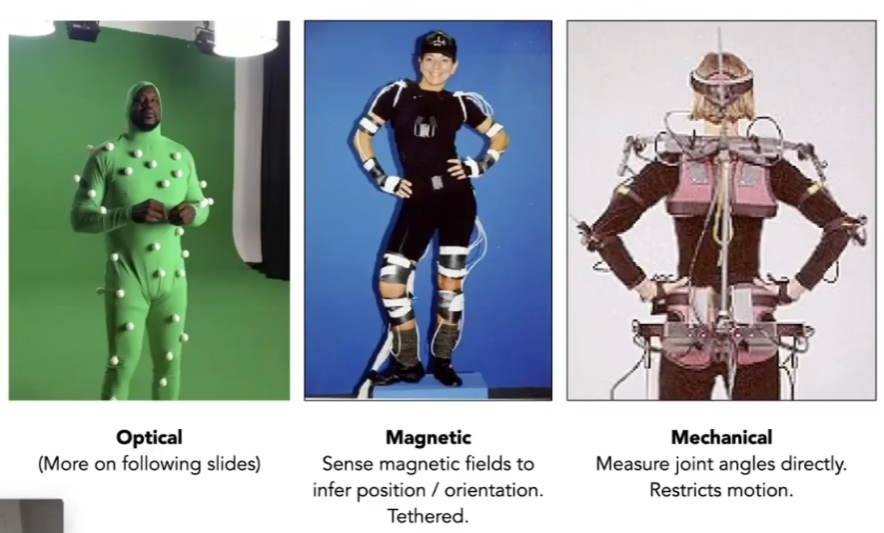 Optical
(More on following slides)
Magnetic
Sense magnetic fields to
infer position / orientation.
Tethered.
Mechanical
Measure joint angles directly.
Restricts motion.